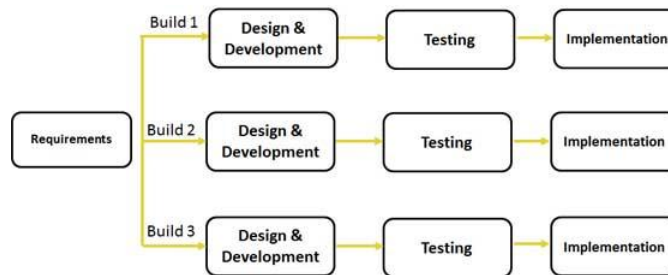 Build 1
Design &
Development
Testing
Implementation
Requirements
Build 2
Design &
Development
Testing
Implementation
Build 3
Design &
Development
Testing
Implementation